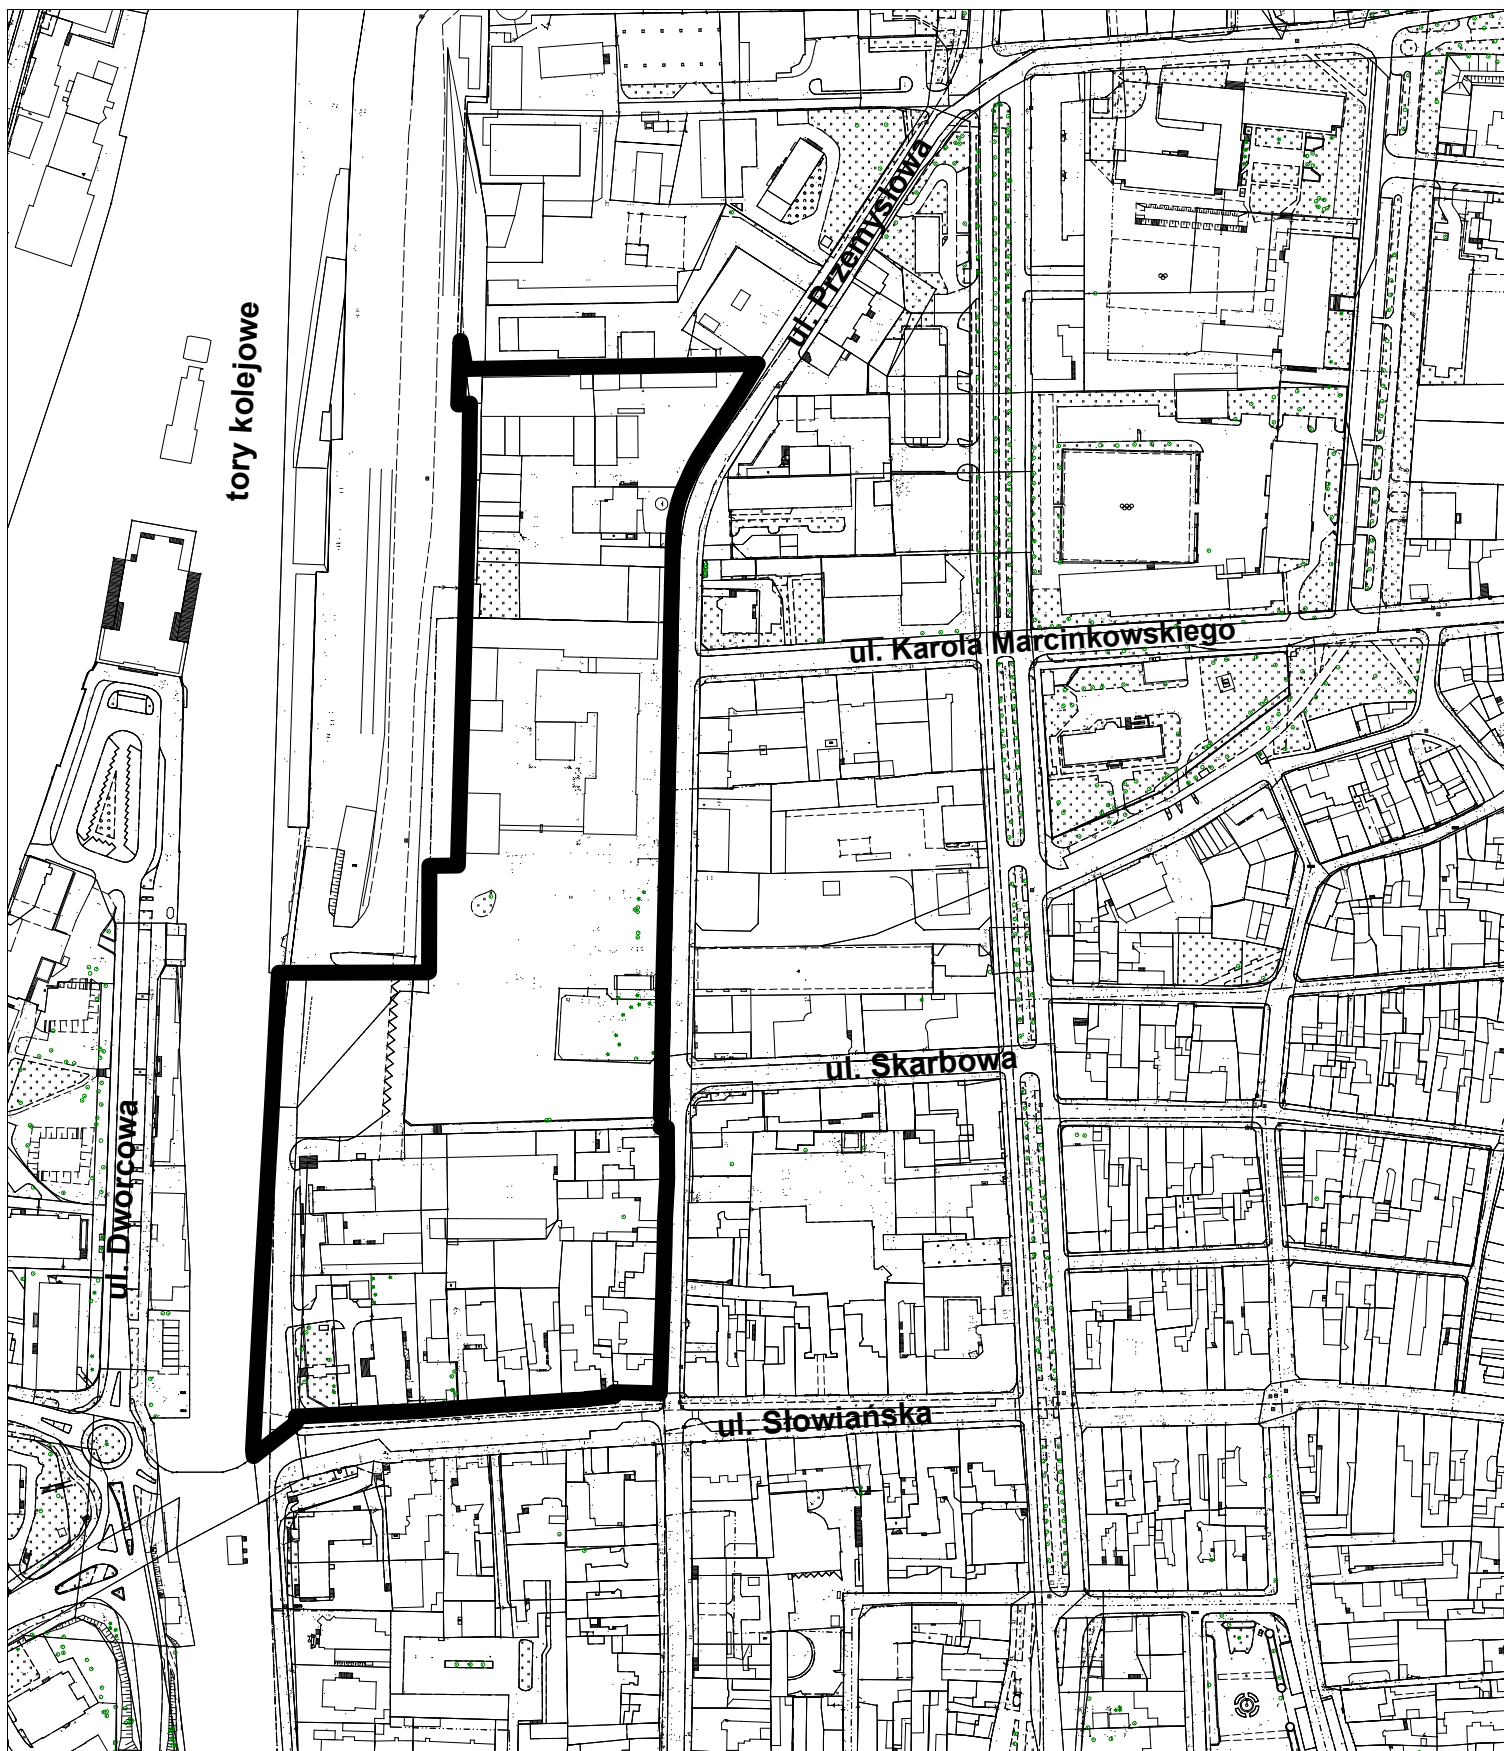 ul. Przemysłowa
tory kolejowe
ul. Karola Marcinkowskiego
ul. Skarbowa
ul. Dworcowa
ul. Słowiańska